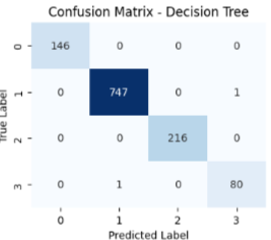 Confusion Matrix - Decision Tree
0 146 0 0 0
1 0 747 0 1
2 0 0 216 0
3 0 1 0 80
True Label
0 1 2 3
Predicted Label